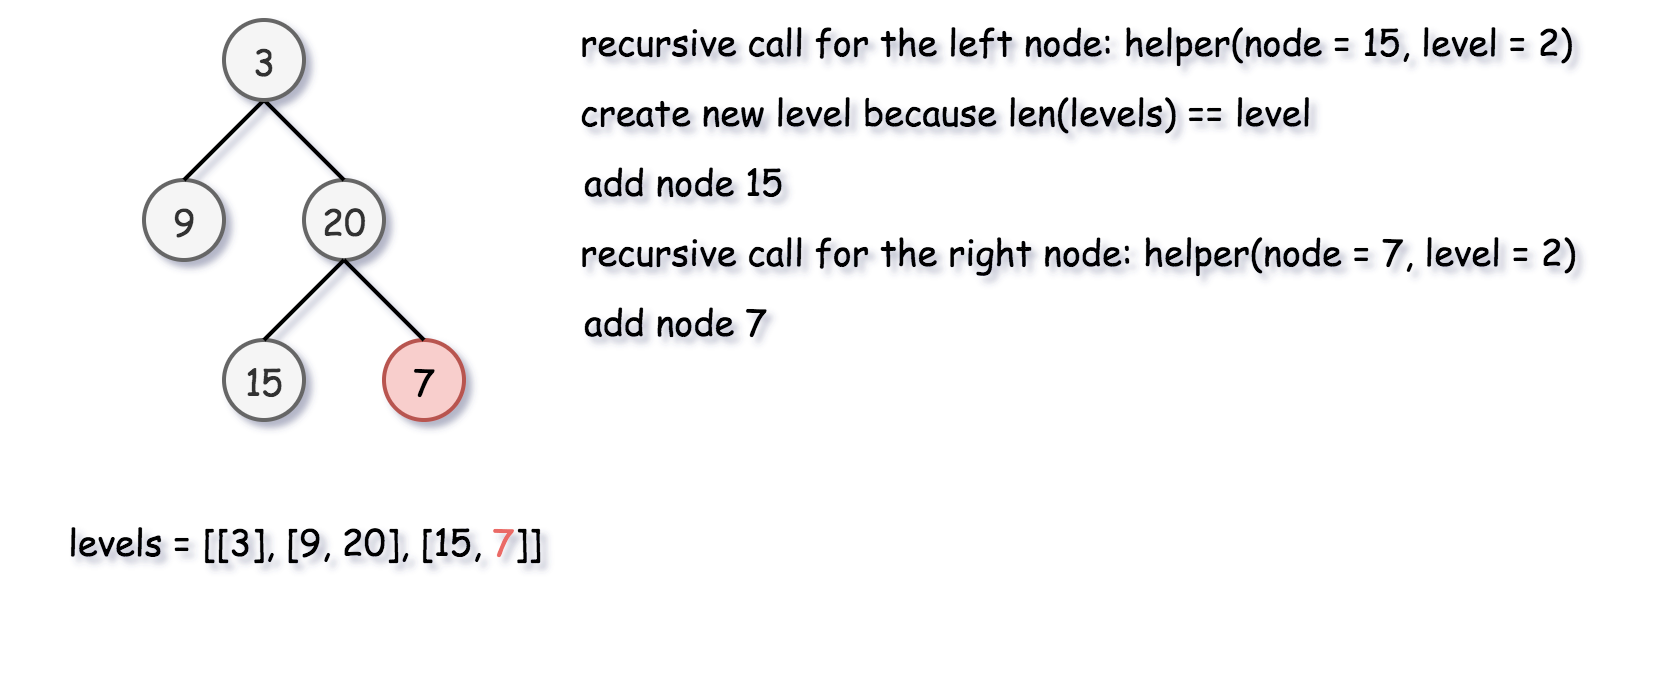 3
9
20
15
7
recursive call for the left node: helper(node = 15, level = 2)
create new level because len(levels) == level
add node 15
recursive call for the right node: helper(node = 7, level = 2)
add node 7
levels = [[3], [9, 20], [15, 7]]